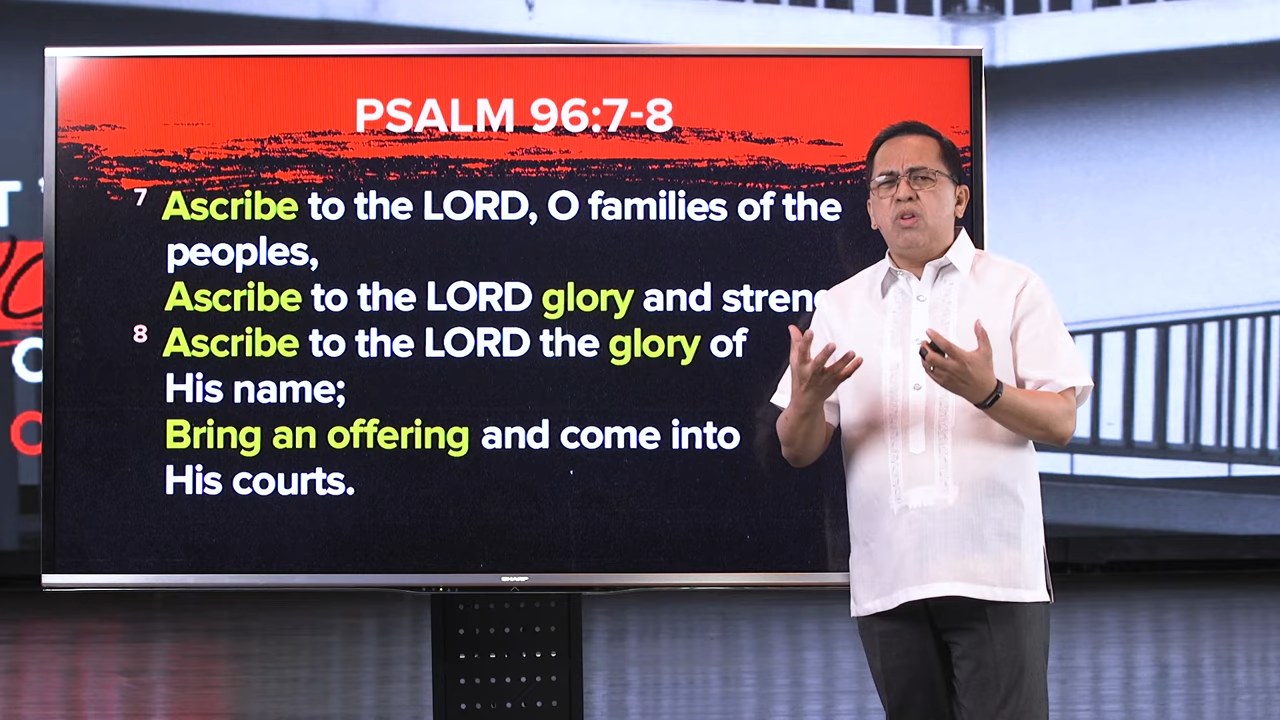 PSALM 96:7-8
7 Ascribe to the LORD, O families of the
peoples,
Ascribe to the LORD glory and
8 Ascribe to the LORD the glory of
His name;
Bring an offering and come into
His courts.
SHARP